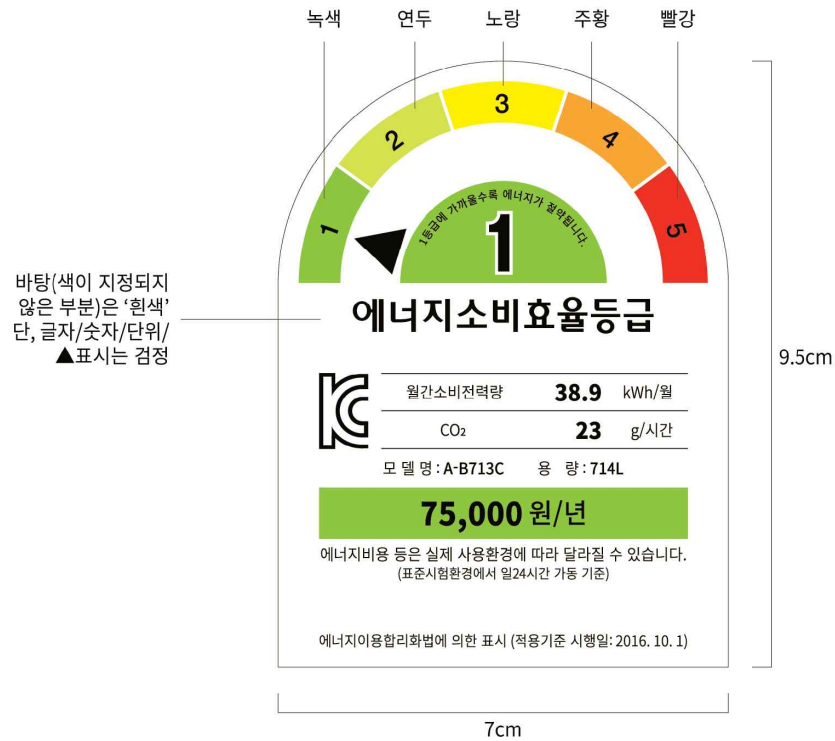 녹색 연두 노랑 주황 빨강
1 2 3 4 5
1등급에 가까울수록 에너지가 절약됩니다.
1
바탕(색이 지정되지
않은 부분)은 ‘흰색’
단, 글자/숫자/단위/
▲표시는 검정
에너지소비효율등급
월간소비전력량 38.9 kWh/월
CO₂ 23 g/시간
모 델 명 : A-B713C 용 량 : 714L
75,000 원/년
에너지비용 등은 실제 사용환경에 따라 달라질 수 있습니다.
(표준시험환경에서 일24시간 가동 기준)
에너지이용합리화법에 의한 표시 (적용기준 시행일: 2016. 10. 1)
9.5cm
7cm